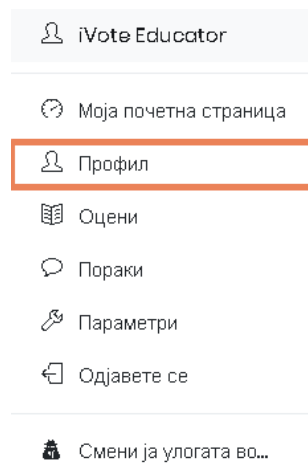 iVote Educator
Моја почетна страница
Профил
Оцени
Пораки
Параметри
Одјавете се
Смени ја улогата во...